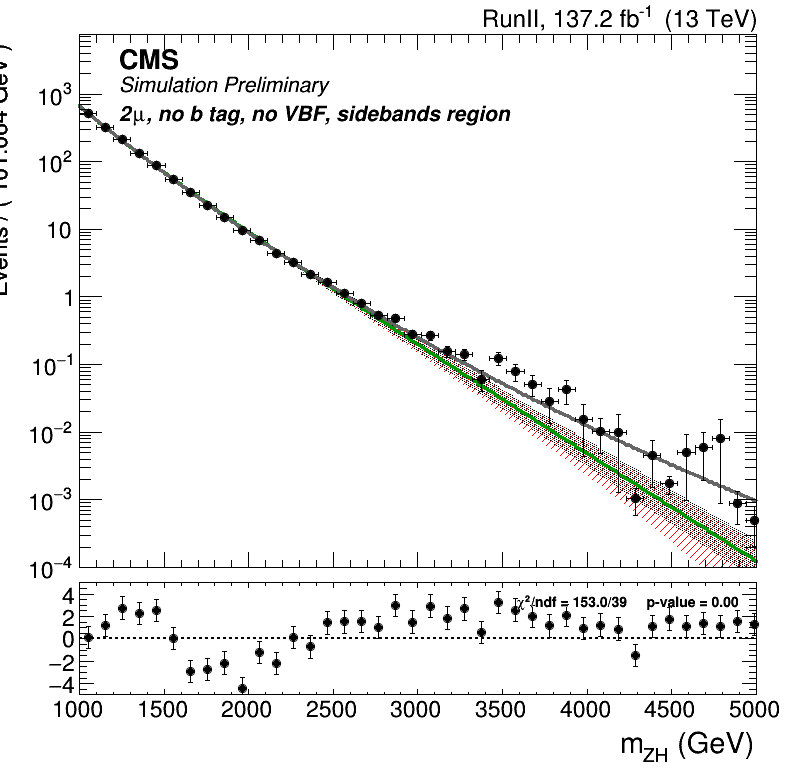 RunII, 137.2 fb⁻¹ (13 TeV)
CMS
Simulation Preliminary
2μ, no b tag, no VBF, sidebands region
10³
10²
10
1
10⁻¹
10⁻²
10⁻³
10⁻⁴
χ²/ndf = 153.0/39 p-value = 0.00
4
2
0
−2
−4
1000 1500 2000 2500 3000 3500 4000 4500 5000
m_ZH (GeV)